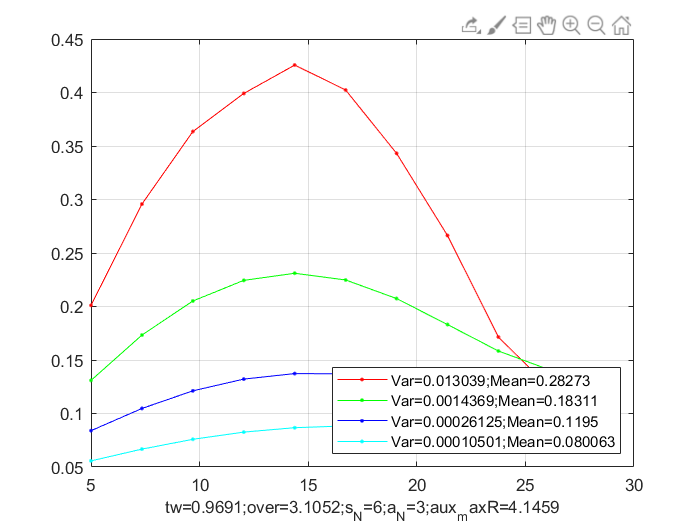 0.45
0.4
0.35
0.3
0.25
0.2
0.15
0.1
0.05
Var=0.013039;Mean=0.28273
Var=0.0014369;Mean=0.18311
Var=0.00026125;Mean=0.1195
Var=0.00010501;Mean=0.080063
5 10 15 20 25 30
tw=0.9691;over=3.1052;s_N=6;a_N=3;aux_maxR=4.1459